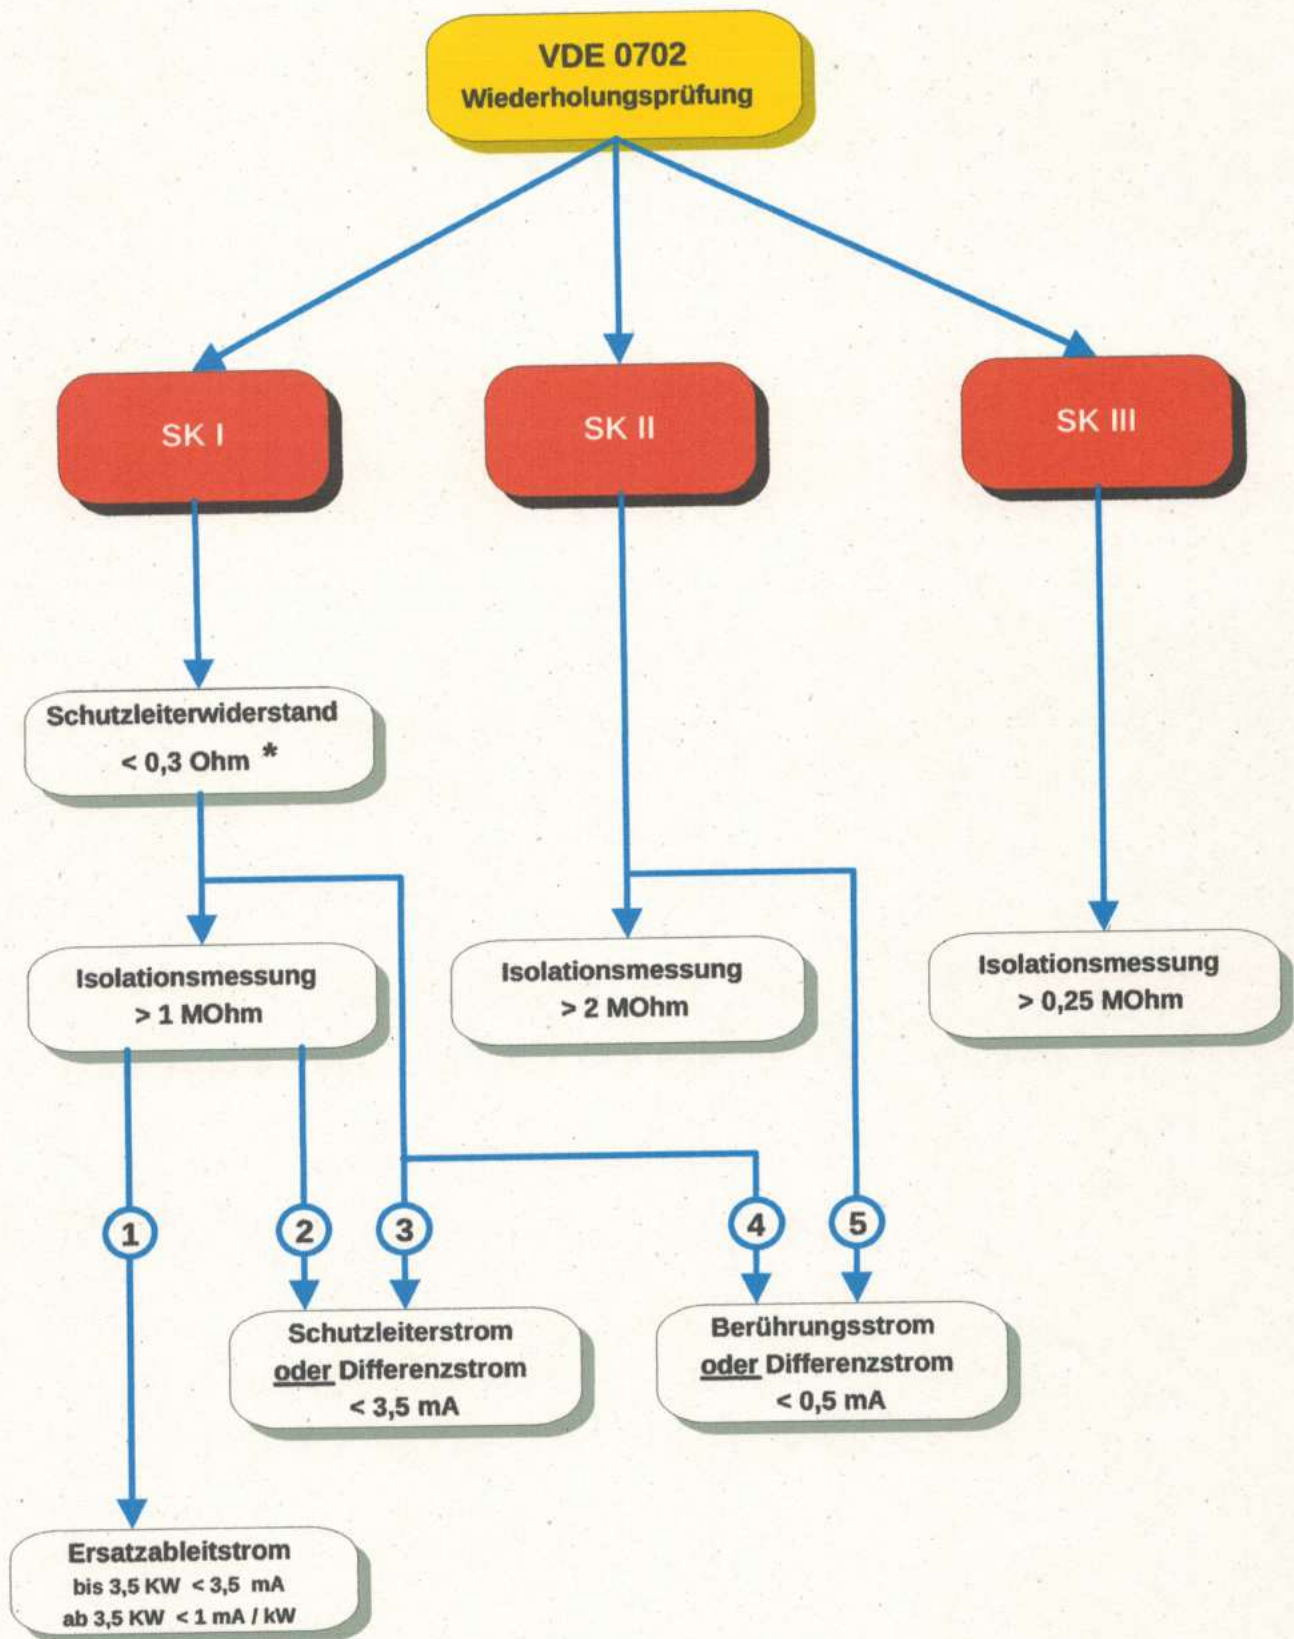 VDE 0702
Wiederholungsprüfung
SK I
SK II
SK III
Schutzleiterwiderstand
< 0,3 Ohm *
Isolationsmessung
> 1 MOhm
Isolationsmessung
> 2 MOhm
Isolationsmessung
> 0,25 MOhm
1
2
3
4
5
Schutzleiterstrom
oder Differenzstrom
< 3,5 mA
Berührungsstrom
oder Differenzstrom
< 0,5 mA
Ersatzableitstrom
bis 3,5 KW < 3,5 mA
ab 3,5 KW < 1 mA / kW